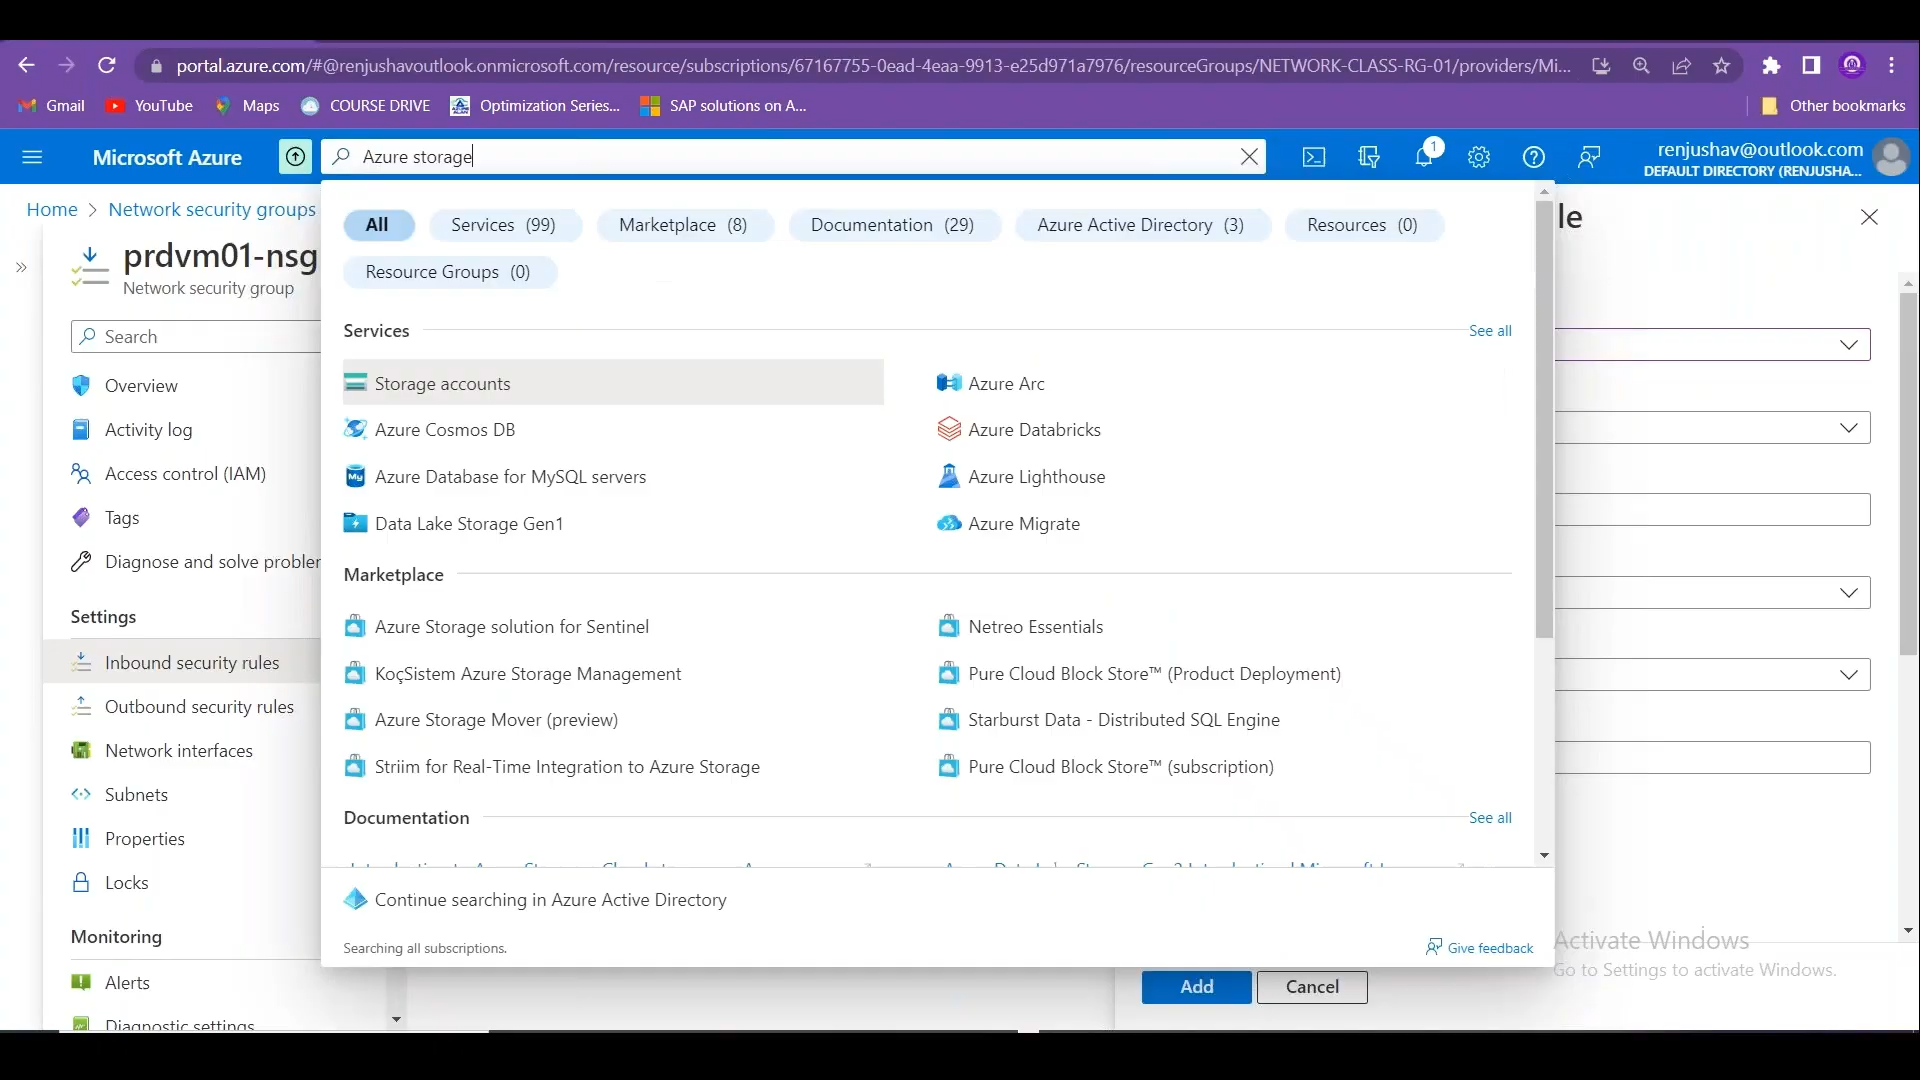 portal.azure.com/#@renjushavoutlook.onmicrosoft.com/resource/subscriptions/67167755-0ead-4eaa-9913-e25d971a7976/resourceGroups/NETWORK-CLASS-RG-01/providers/Mi...
Gmail YouTube Maps COURSE DRIVE Optimization Series... SAP solutions on A... Other bookmarks
Microsoft Azure Azure storage 1 renjushav@outlook.com
DEFAULT DIRECTORY (RENJUSHA...
Home > Network security groups
le
prdvm01-nsg
Network security group
Search
Overview
Activity log
Access control (IAM)
Tags
Diagnose and solve probler
Settings
Inbound security rules
Outbound security rules
Network interfaces
Subnets
Properties
Locks
Monitoring
Alerts
Diagnostic settings
All Services (99) Marketplace (8) Documentation (29) Azure Active Directory (3) Resources (0)
Resource Groups (0)
Services See all
Storage accounts Azure Arc
Azure Cosmos DB Azure Databricks
Azure Database for MySQL servers Azure Lighthouse
Data Lake Storage Gen1 Azure Migrate
Marketplace
Azure Storage solution for Sentinel Netreo Essentials
KoçSistem Azure Storage Management Pure Cloud Block Store™ (Product Deployment)
Azure Storage Mover (preview) Starburst Data - Distributed SQL Engine
Striim for Real-Time Integration to Azure Storage Pure Cloud Block Store™ (subscription)
Documentation See all
Continue searching in Azure Active Directory
Searching all subscriptions. Give feedback
Activate Windows
Go to Settings to activate Windows.
Add Cancel